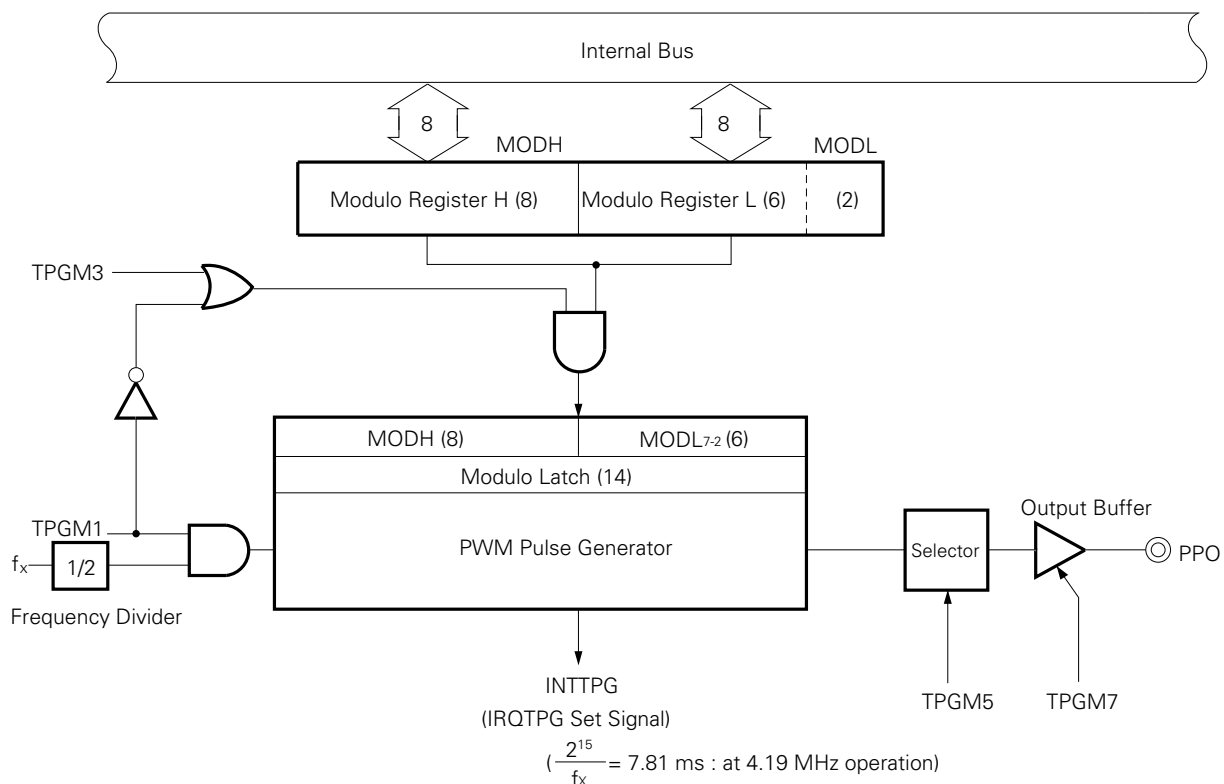 Internal Bus
8
8
MODH
MODL
Modulo Register H (8)
Modulo Register L (6)
(2)
TPGM3
MODH (8)
MODL7-2 (6)
Modulo Latch (14)
TPGM1
PWM Pulse Generator
fx
1/2
Frequency Divider
Selector
Output Buffer
PPO
INTTPG
(IRQTPG Set Signal)
TPGM5
TPGM7
( 2^15 / fx = 7.81 ms : at 4.19 MHz operation)